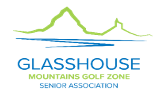 GLASSHOUSE
MOUNTAINS GOLF ZONE
SENIOR ASSOCIATION